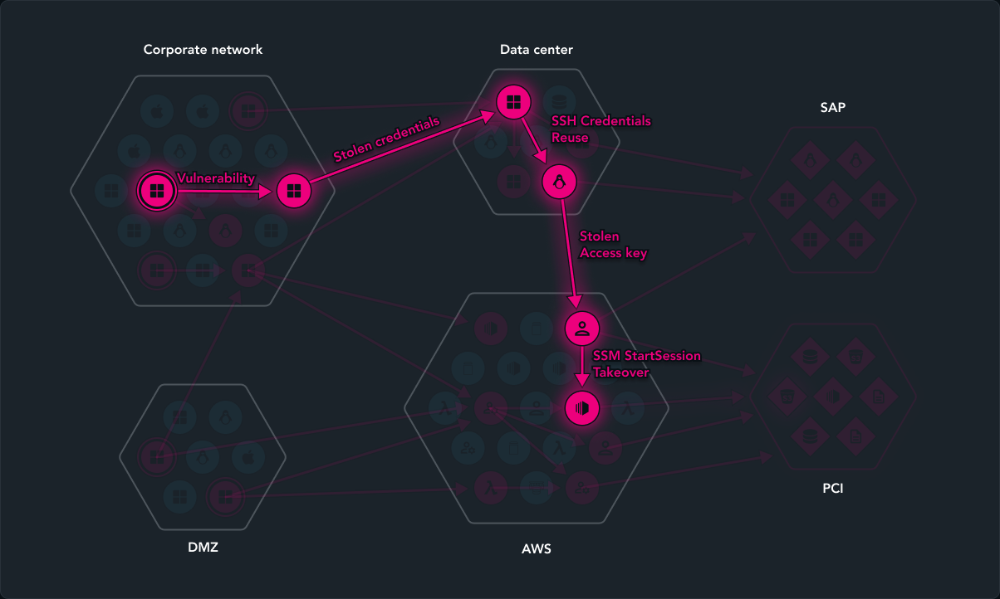 Corporate network
Data center
SAP
Stolen credentials
SSH Credentials
Reuse
Vulnerability
Stolen
Access key
SSM StartSession
Takeover
PCI
DMZ
AWS